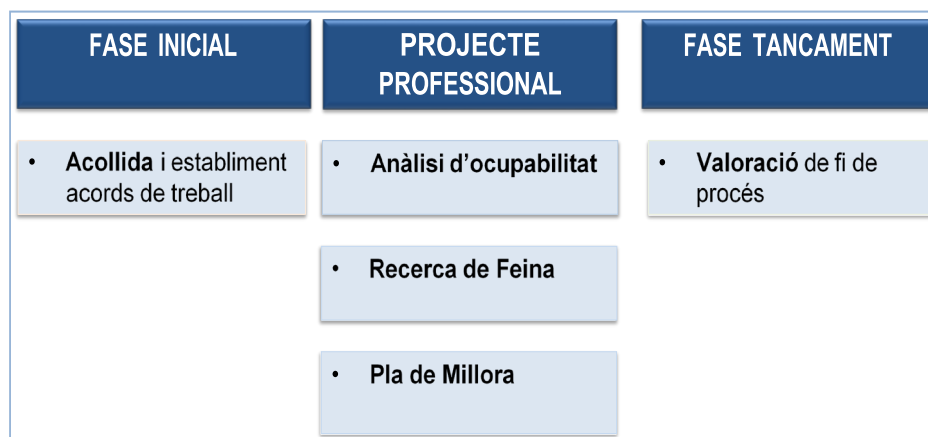 FASE INICIAL
PROJECTE
PROFESSIONAL
FASE TANCAMENT
• Acollida i establiment
acords de treball
• Anàlisi d’ocupabilitat
• Valoració de fi de
procés
• Recerca de Feina
• Pla de Millora